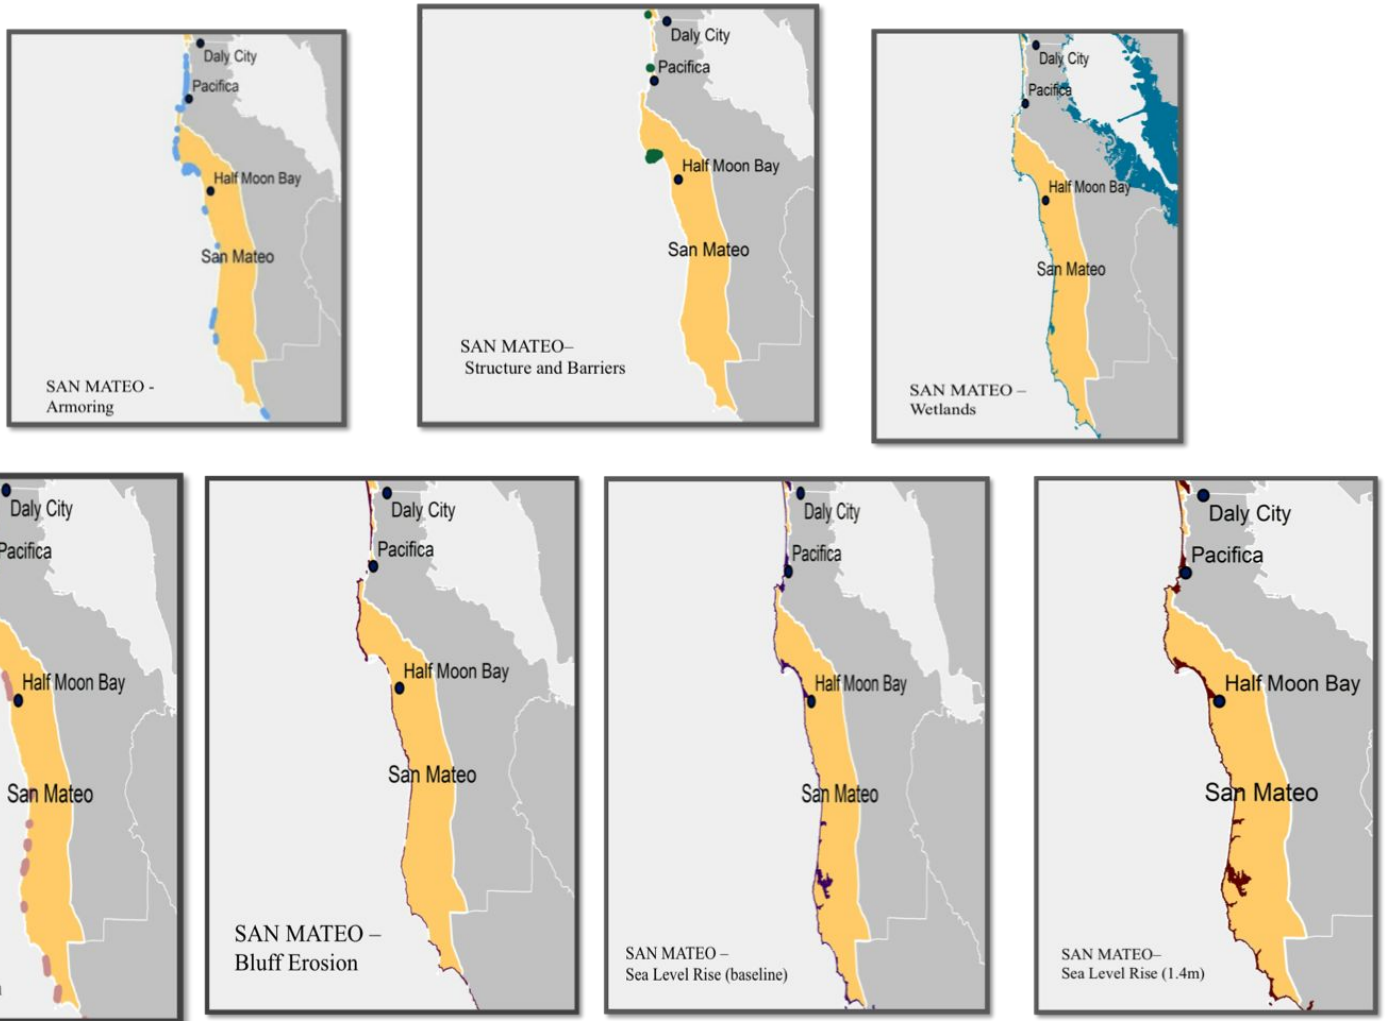 Daly City
Pacifica
Half Moon Bay
San Mateo
SAN MATEO -
Armoring
Daly City
Pacifica
Half Moon Bay
San Mateo
SAN MATEO–
Structure and Barriers
Daly City
Pacifica
Half Moon Bay
San Mateo
SAN MATEO –
Wetlands
Daly City
Pacifica
Half Moon Bay
San Mateo
Daly City
Pacifica
Half Moon Bay
San Mateo
SAN MATEO –
Bluff Erosion
Daly City
Pacifica
Half Moon Bay
San Mateo
SAN MATEO –
Sea Level Rise (baseline)
Daly City
Pacifica
Half Moon Bay
San Mateo
SAN MATEO–
Sea Level Rise (1.4m)